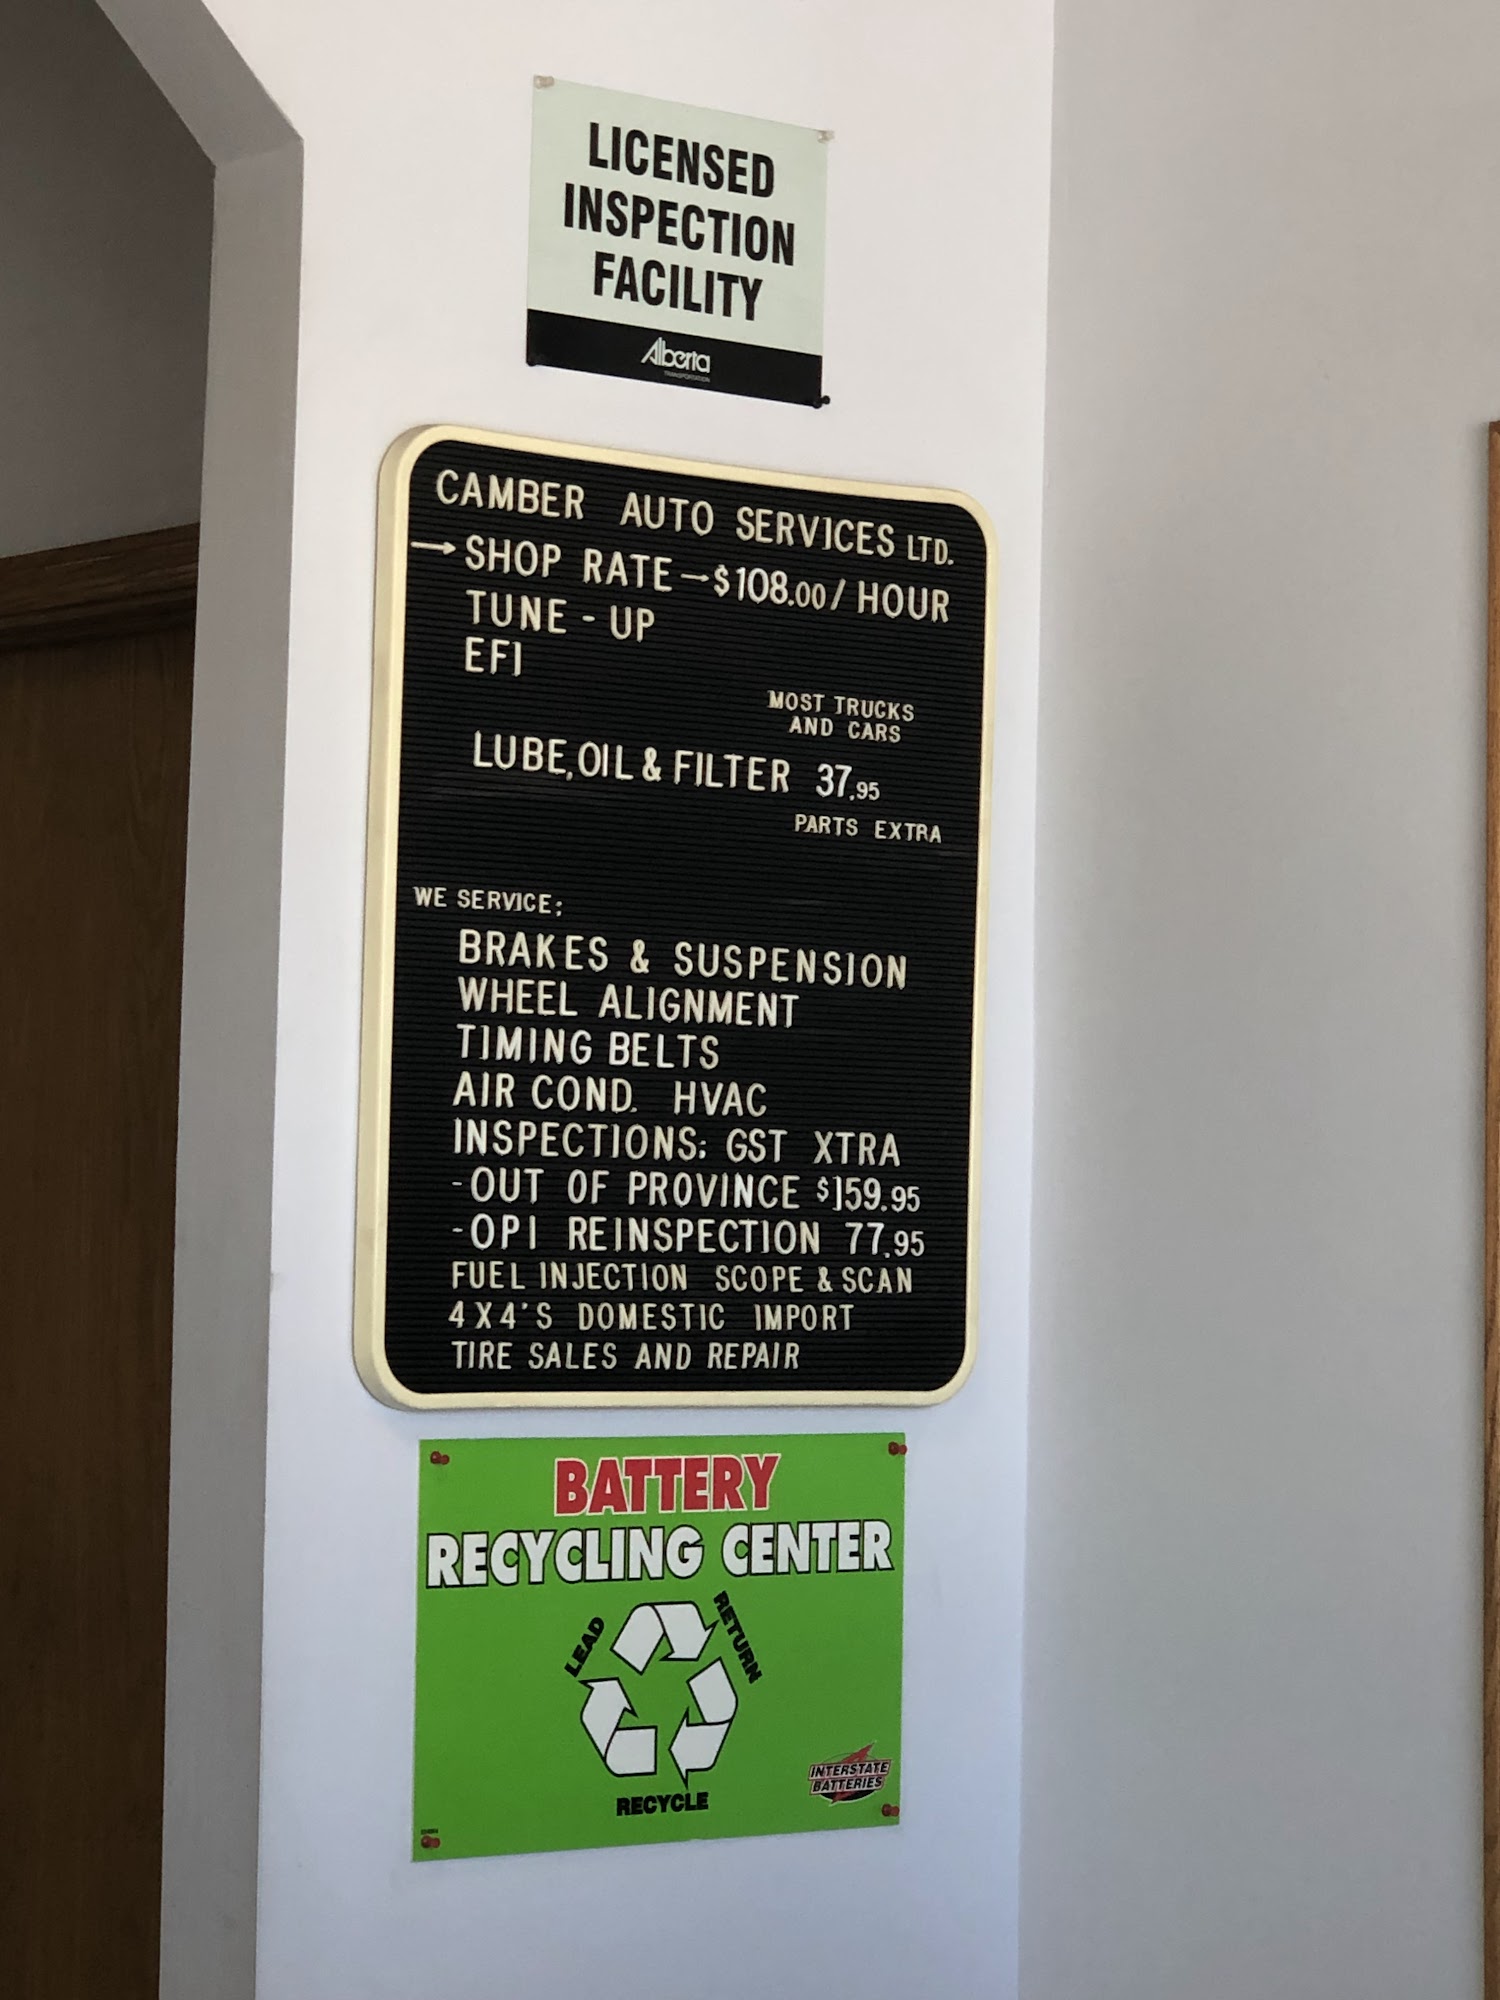 LICENSED
INSPECTION
FACILITY
Alberta
TRANSPORTATION
CAMBER AUTO SERVICES LTD.
→SHOP RATE—$108.00/HOUR
TUNE-UP
EFI
MOST TRUCKS
AND CARS
LUBE,OIL & FILTER 37.95
PARTS EXTRA
WE SERVICE:
BRAKES & SUSPENSION
WHEEL ALIGNMENT
TIMING BELTS
AIR COND. HVAC
INSPECTIONS: GST XTRA
-OUT OF PROVINCE $159.95
-OPI REINSPECTION 77.95
FUEL INJECTION SCOPE & SCAN
4X4'S DOMESTIC IMPORT
TIRE SALES AND REPAIR
BATTERY
RECYCLING CENTER
LEAD
RETURN
RECYCLE
INTERSTATE
BATTERIES